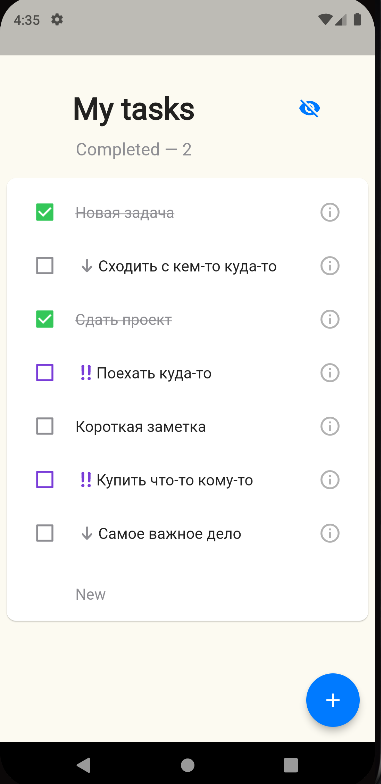 4:35
My tasks
Completed — 2
Новая задача
Сходить с кем-то куда-то
Сдать проект
!! Поехать куда-то
Короткая заметка
!! Купить что-то кому-то
Самое важное дело
New